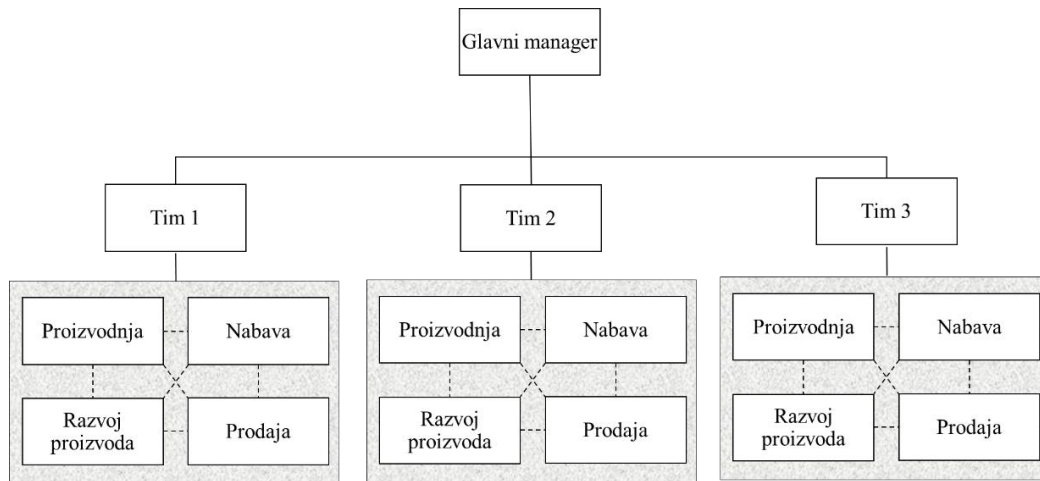 Glavni manager
Tim 1
Tim 2
Tim 3
Proizvodnja
Nabava
Razvoj
proizvoda
Prodaja
Proizvodnja
Nabava
Razvoj
proizvoda
Prodaja
Proizvodnja
Nabava
Razvoj
proizvoda
Prodaja